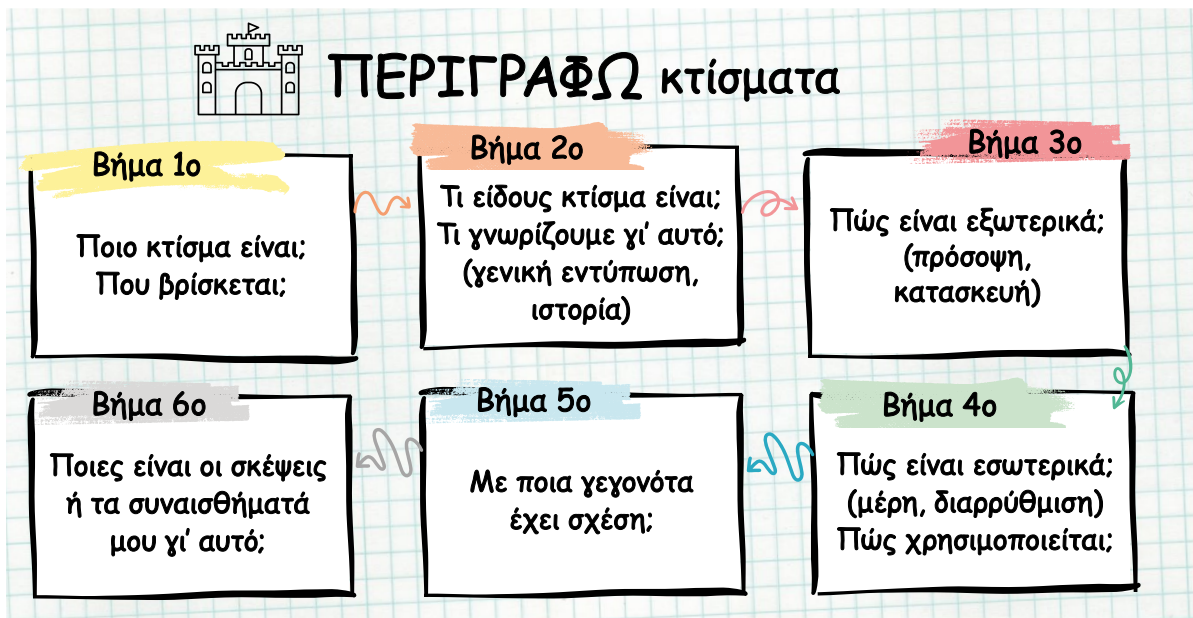 ΠΕΡΙΓΡΑΦΩ κτίσματα
Βήμα 1ο
Ποιο κτίσμα είναι;
Που βρίσκεται;
Βήμα 2ο
Τι είδους κτίσμα είναι;
Τι γνωρίζουμε γι' αυτό;
(γενική εντύπωση,
ιστορία)
Βήμα 3ο
Πώς είναι εξωτερικά;
(πρόσοψη,
κατασκευή)
Βήμα 4ο
Πώς είναι εσωτερικά;
(μέρη, διαρρύθμιση)
Πώς χρησιμοποιείται;
Βήμα 5ο
Με ποια γεγονότα
έχει σχέση;
Βήμα 6ο
Ποιες είναι οι σκέψεις
ή τα συναισθήματά
μου γι' αυτό;